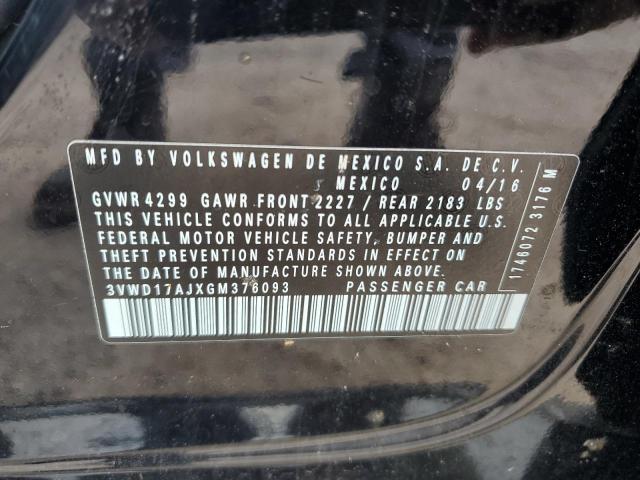 MFD BY VOLKSWAGEN DE MEXICO S.A. DE C.V.
MEXICO 04/16
GVWR 4299 GAWR FRONT 2227 / REAR 2183 LBS
THIS VEHICLE CONFORMS TO ALL APPLICABLE U.S.
FEDERAL MOTOR VEHICLE SAFETY, BUMPER AND
THEFT PREVENTION STANDARDS IN EFFECT ON
THE DATE OF MANUFACTURE SHOWN ABOVE.
3VWD17AJXGM376093 PASSENGER CAR
1746072 3176 M